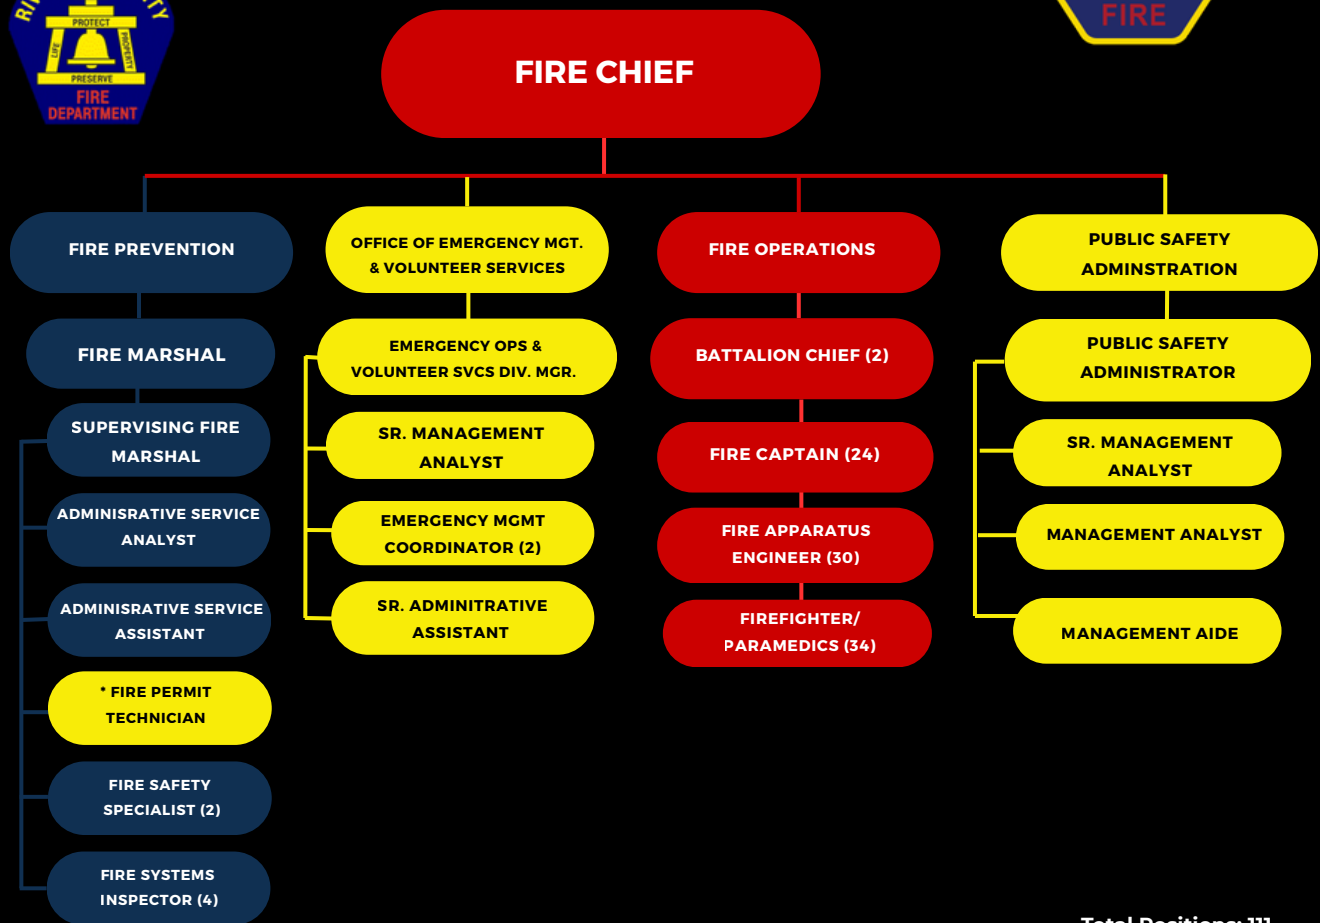 PROTECT
LIFE
PROPERTY
PRESERVE
FIRE
DEPARTMENT
FIRE
FIRE CHIEF
FIRE PREVENTION
FIRE MARSHAL
SUPERVISING FIRE
MARSHAL
ADMINISRATIVE SERVICE
ANALYST
ADMINISRATIVE SERVICE
ASSISTANT
* FIRE PERMIT
TECHNICIAN
FIRE SAFETY
SPECIALIST (2)
FIRE SYSTEMS
INSPECTOR (4)
OFFICE OF EMERGENCY MGT.
& VOLUNTEER SERVICES
EMERGENCY OPS &
VOLUNTEER SVCS DIV. MGR.
SR. MANAGEMENT
ANALYST
EMERGENCY MGMT
COORDINATOR (2)
SR. ADMINITRATIVE
ASSISTANT
FIRE OPERATIONS
BATTALION CHIEF (2)
FIRE CAPTAIN (24)
FIRE APPARATUS
ENGINEER (30)
FIREFIGHTER/
PARAMEDICS (34)
PUBLIC SAFETY
ADMINSTRATION
PUBLIC SAFETY
ADMINISTRATOR
SR. MANAGEMENT
ANALYST
MANAGEMENT ANALYST
MANAGEMENT AIDE
Total Positions: 111